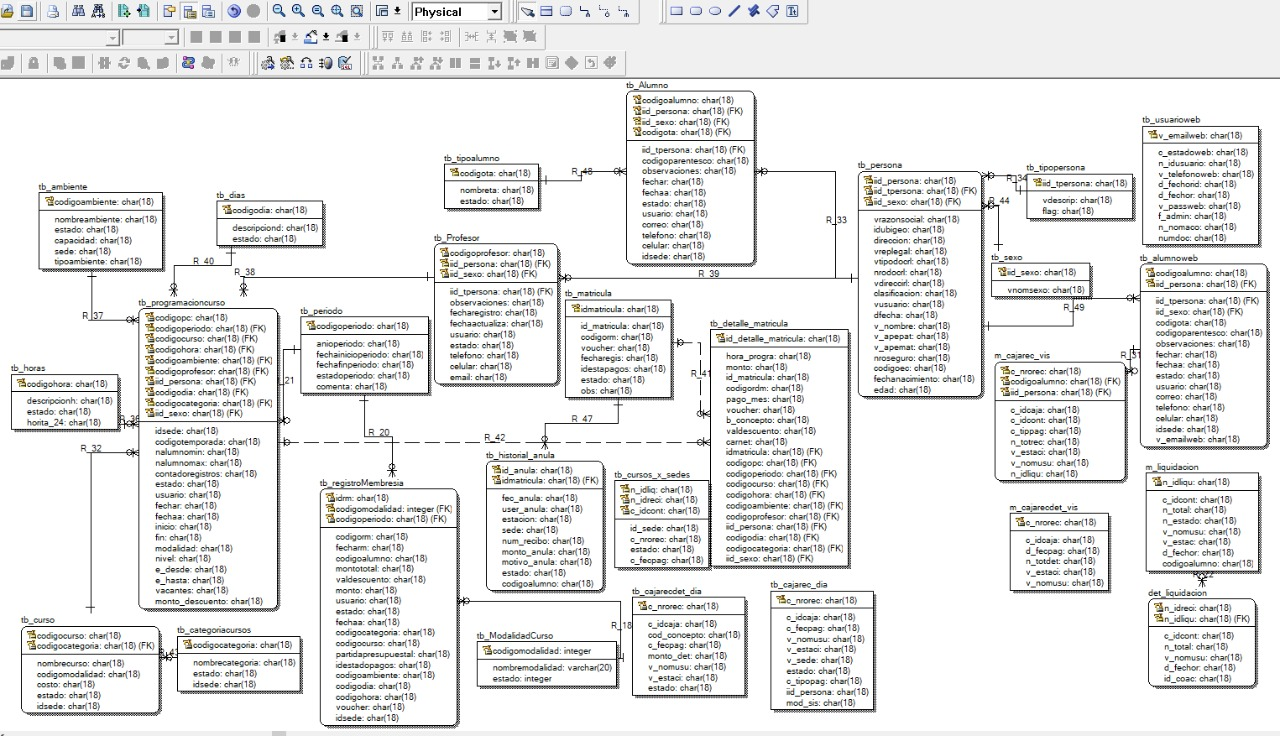 Physical
tb_Alumno
codigoalumno: char(18)
iid_persona: char(18) (FK)
iid_sexo: char(18) (FK)
codigota: char(18) (FK)
iid_tpersona: char(18) (FK)
codigoparentesco: char(18)
observaciones: char(18)
fechar: char(18)
fechaa: char(18)
estado: char(18)
usuario: char(18)
correo: char(18)
telefono: char(18)
celular: char(18)
idsede: char(18)
tb_usuarioweb
v_emailweb: char(18)
c_estadoweb: char(18)
n_idusuario: char(18)
v_telefonoweb: char(18)
d_fechorid: char(18)
d_fechor: char(18)
v_passweb: char(18)
f_admin: char(18)
n_nomaco: char(18)
numdoc: char(18)
tb_tipoalumno
codigota: char(18)
nombreta: char(18)
estado: char(18)
R_48
tb_persona
iid_persona: char(18)
iid_tpersona: char(18) (FK)
iid_sexo: char(18) (FK)
vrazonsocial: char(18)
idubigeo: char(18)
direccion: char(18)
vreplegal: char(18)
vtipodocrl: char(18)
nrodocrl: char(18)
vdirecirl: char(18)
clasificacion: char(18)
vusuario: char(18)
dfecha: char(18)
v_nombre: char(18)
v_apepat: char(18)
v_apemat: char(18)
nroseguro: char(18)
codigoec: char(18)
fechanacimiento: char(18)
edad: char(18)
tb_tipopersona
iid_tpersona: char(18)
vdescrip: char(18)
flag: char(18)
R_34
R_44
R_33
tb_ambiente
codigoambiente: char(18)
nombreambiente: char(18)
estado: char(18)
capacidad: char(18)
sede: char(18)
tipoambiente: char(18)
tb_dias
codigodia: char(18)
descripciond: char(18)
estado: char(18)
R_40
R_38
R_37
tb_Profesor
codigoprofesor: char(18)
iid_persona: char(18) (FK)
iid_sexo: char(18) (FK)
iid_tpersona: char(18) (FK)
observaciones: char(18)
fecharegistro: char(18)
fechaactualiza: char(18)
usuario: char(18)
estado: char(18)
telefono: char(18)
celular: char(18)
email: char(18)
R_39
tb_sexo
iid_sexo: char(18)
vnomsexo: char(18)
R_49
tb_alumnoweb
codigoalumno: char(18)
iid_persona: char(18) (FK)
iid_tpersona: char(18) (FK)
iid_sexo: char(18) (FK)
codigota: char(18)
codigoparentesco: char(18)
observaciones: char(18)
fechar: char(18)
fechaa: char(18)
estado: char(18)
usuario: char(18)
correo: char(18)
telefono: char(18)
celular: char(18)
idsede: char(18)
v_emailweb: char(18)
tb_programacioncurso
codigopc: char(18)
codigoperiodo: char(18) (FK)
codigocurso: char(18) (FK)
codigohora: char(18) (FK)
codigoambiente: char(18) (FK)
codigoprofesor: char(18) (FK)
iid_persona: char(18) (FK)
codigodia: char(18) (FK)
codigocategoria: char(18) (FK)
iid_sexo: char(18) (FK)
idsede: char(18)
codigotemporada: char(18)
nalumnomin: char(18)
nalumnomax: char(18)
contadoregistros: char(18)
estado: char(18)
usuario: char(18)
fechar: char(18)
fechaa: char(18)
inicio: char(18)
fin: char(18)
modalidad: char(18)
nivel: char(18)
e_desde: char(18)
e_hasta: char(18)
vacantes: char(18)
monto_descuento: char(18)
tb_periodo
codigoperiodo: char(18)
anioperiodo: char(18)
fechainicioperiodo: char(18)
fechafinperiodo: char(18)
estadoperiodo: char(18)
comenta: char(18)
tb_matricula
idmatricula: char(18)
id_matricula: char(18)
codigorm: char(18)
voucher: char(18)
fecharegis: char(18)
idestapagos: char(18)
estado: char(18)
obs: char(18)
R_41
R_47
R_42
R_20
tb_detalle_matricula
id_detalle_matricula: char(18)
hora_progra: char(18)
monto: char(18)
id_matricula: char(18)
codigordm: char(18)
pago_mes: char(18)
voucher: char(18)
b_concepto: char(18)
valdescuento: char(18)
carnet: char(18)
idmatricula: char(18) (FK)
codigopc: char(18) (FK)
codigoperiodo: char(18) (FK)
codigocurso: char(18) (FK)
codigohora: char(18) (FK)
codigoambiente: char(18) (FK)
codigoprofesor: char(18) (FK)
iid_persona: char(18) (FK)
codigodia: char(18) (FK)
codigocategoria: char(18) (FK)
iid_sexo: char(18) (FK)
tb_horas
codigohora: char(18)
descripcionh: char(18)
estado: char(18)
horita_24: char(18)
R_32
m_cajarec_vis
c_nrorec: char(18)
codigoalumno: char(18) (FK)
iid_persona: char(18) (FK)
c_idcaja: char(18)
c_idcont: char(18)
c_tippag: char(18)
n_totrec: char(18)
v_estaci: char(18)
v_nomusu: char(18)
n_idliqu: char(18)
m_liquidacion
n_idliqu: char(18)
c_idcont: char(18)
n_total: char(18)
n_estado: char(18)
v_nomusu: char(18)
v_estac: char(18)
d_fechor: char(18)
codigoalumno: char(18)
tb_historial_anula
id_anula: char(18)
idmatricula: char(18) (FK)
fec_anula: char(18)
user_anula: char(18)
estacion: char(18)
sede: char(18)
num_recibo: char(18)
monto_anula: char(18)
motivo_anula: char(18)
estado: char(18)
codigoalumno: char(18)
tb_cursos_x_sedes
n_idliq: char(18)
n_idreci: char(18)
c_idcont: char(18)
id_sede: char(18)
c_nrorec: char(18)
estado: char(18)
c_fecpag: char(18)
tb_registroMembresia
idrm: char(18)
codigomodalidad: integer (FK)
codigoperiodo: char(18) (FK)
codigorm: char(18)
fecharm: char(18)
codigoalumno: char(18)
montototal: char(18)
valdescuento: char(18)
monto: char(18)
usuario: char(18)
estado: char(18)
fechaa: char(18)
codigocategoria: char(18)
codigocurso: char(18)
partidapresupuestal: char(18)
idestadopagos: char(18)
codigoambiente: char(18)
codigodia: char(18)
codigohora: char(18)
voucher: char(18)
idsede: char(18)
m_cajarecdet_vis
c_nrorec: char(18)
c_idcaja: char(18)
d_fecpag: char(18)
n_totdet: char(18)
v_estaci: char(18)
v_nomusu: char(18)
tb_cajarecdet_dia
c_nrorec: char(18)
c_idcaja: char(18)
cod_concepto: char(18)
c_fecpag: char(18)
monto_det: char(18)
v_nomusu: char(18)
v_estaci: char(18)
estado: char(18)
tb_cajarec_dia
c_nrorec: char(18)
c_idcaja: char(18)
c_fecpag: char(18)
v_nomusu: char(18)
v_estaci: char(18)
v_sede: char(18)
estado: char(18)
c_tipopag: char(18)
iid_persona: char(18)
mod_sis: char(18)
det_liquidacion
n_idreci: char(18)
n_idliqu: char(18) (FK)
c_idcont: char(18)
n_total: char(18)
v_nomusu: char(18)
d_fechor: char(18)
id_coac: char(18)
tb_curso
codigocurso: char(18)
codigocategoria: char(18) (FK)
nombrecurso: char(18)
codigomodalidad: char(18)
costo: char(18)
estado: char(18)
idsede: char(18)
tb_categoriacursos
codigocategoria: char(18)
nombrecategoria: char(18)
estado: char(18)
idsede: char(18)
tb_ModalidadCurso
codigomodalidad: integer
nombremodalidad: varchar(20)
estado: integer
R_18